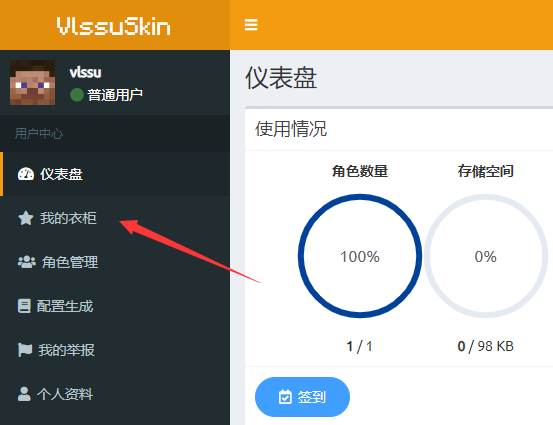 VlssuSkin
vlssu
普通用户
用户中心
仪表盘
我的衣柜
角色管理
配置生成
我的举报
个人资料
仪表盘
使用情况
角色数量 存储空间
100% 0%
1 / 1 0 / 98 KB
签到